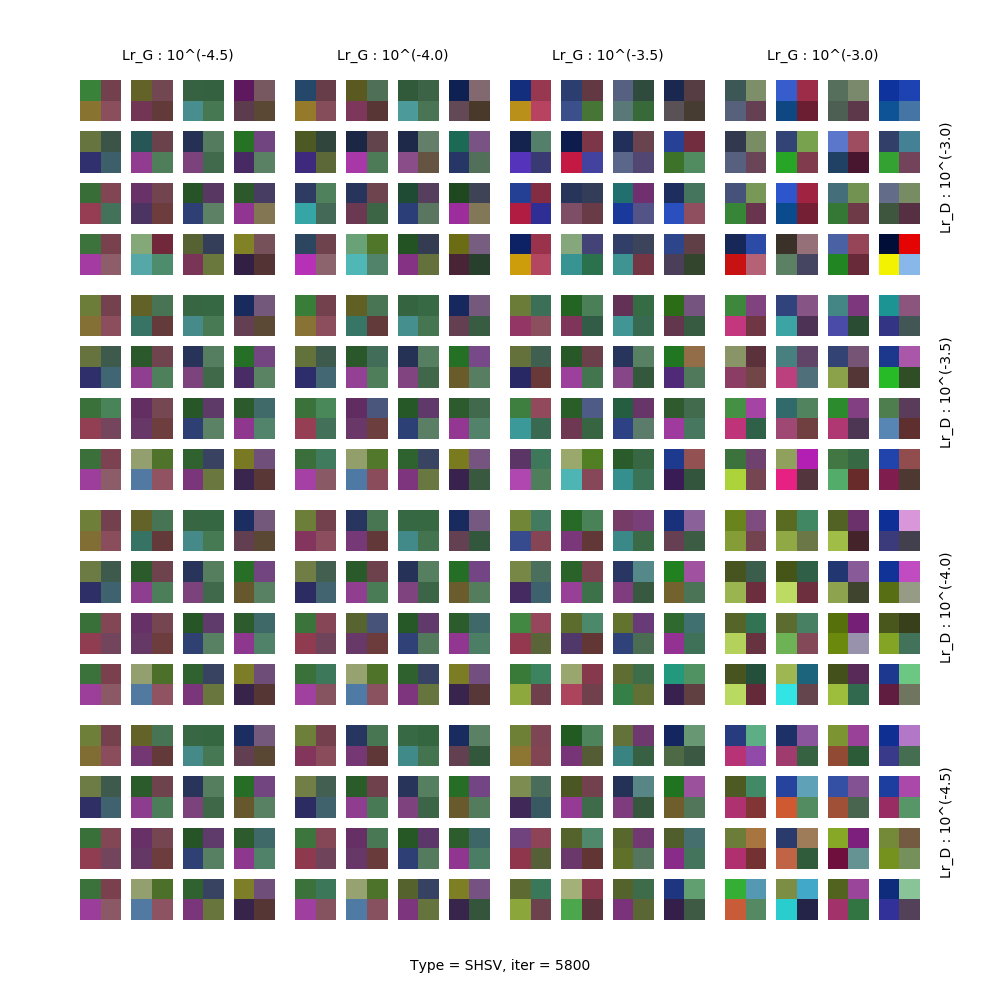 Lr_G : 10^(-4.5)
Lr_G : 10^(-4.0)
Lr_G : 10^(-3.5)
Lr_G : 10^(-3.0)
Lr_D : 10^(-3.0)
Lr_D : 10^(-3.5)
Lr_D : 10^(-4.0)
Lr_D : 10^(-4.5)
Type = SHSV, iter = 5800